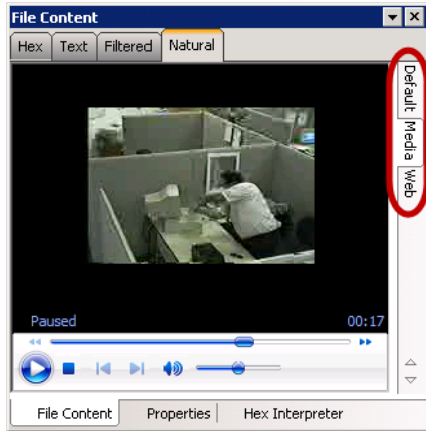 File Content
Hex Text Filtered Natural
Default
Media
Web
Paused 00:17
File Content Properties Hex Interpreter